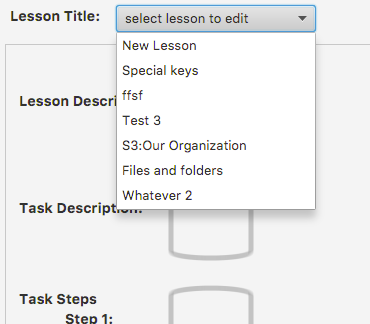 Lesson Title: select lesson to edit
New Lesson
Special keys
Lesson Descri
ffsf
Test 3
S3:Our Organization
Files and folders
Whatever 2
Task Description:
Task Steps
Step 1: